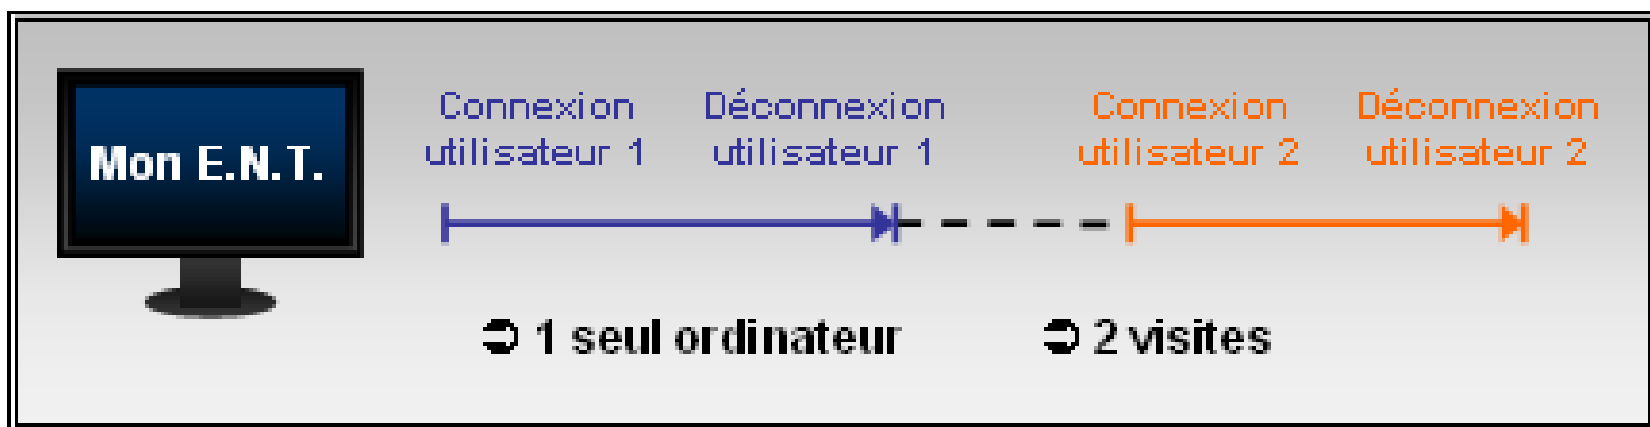 Mon E.N.T.
Connexion
utilisateur 1
Déconnexion
utilisateur 1
Connexion
utilisateur 2
Déconnexion
utilisateur 2
➲ 1 seul ordinateur
➲ 2 visites